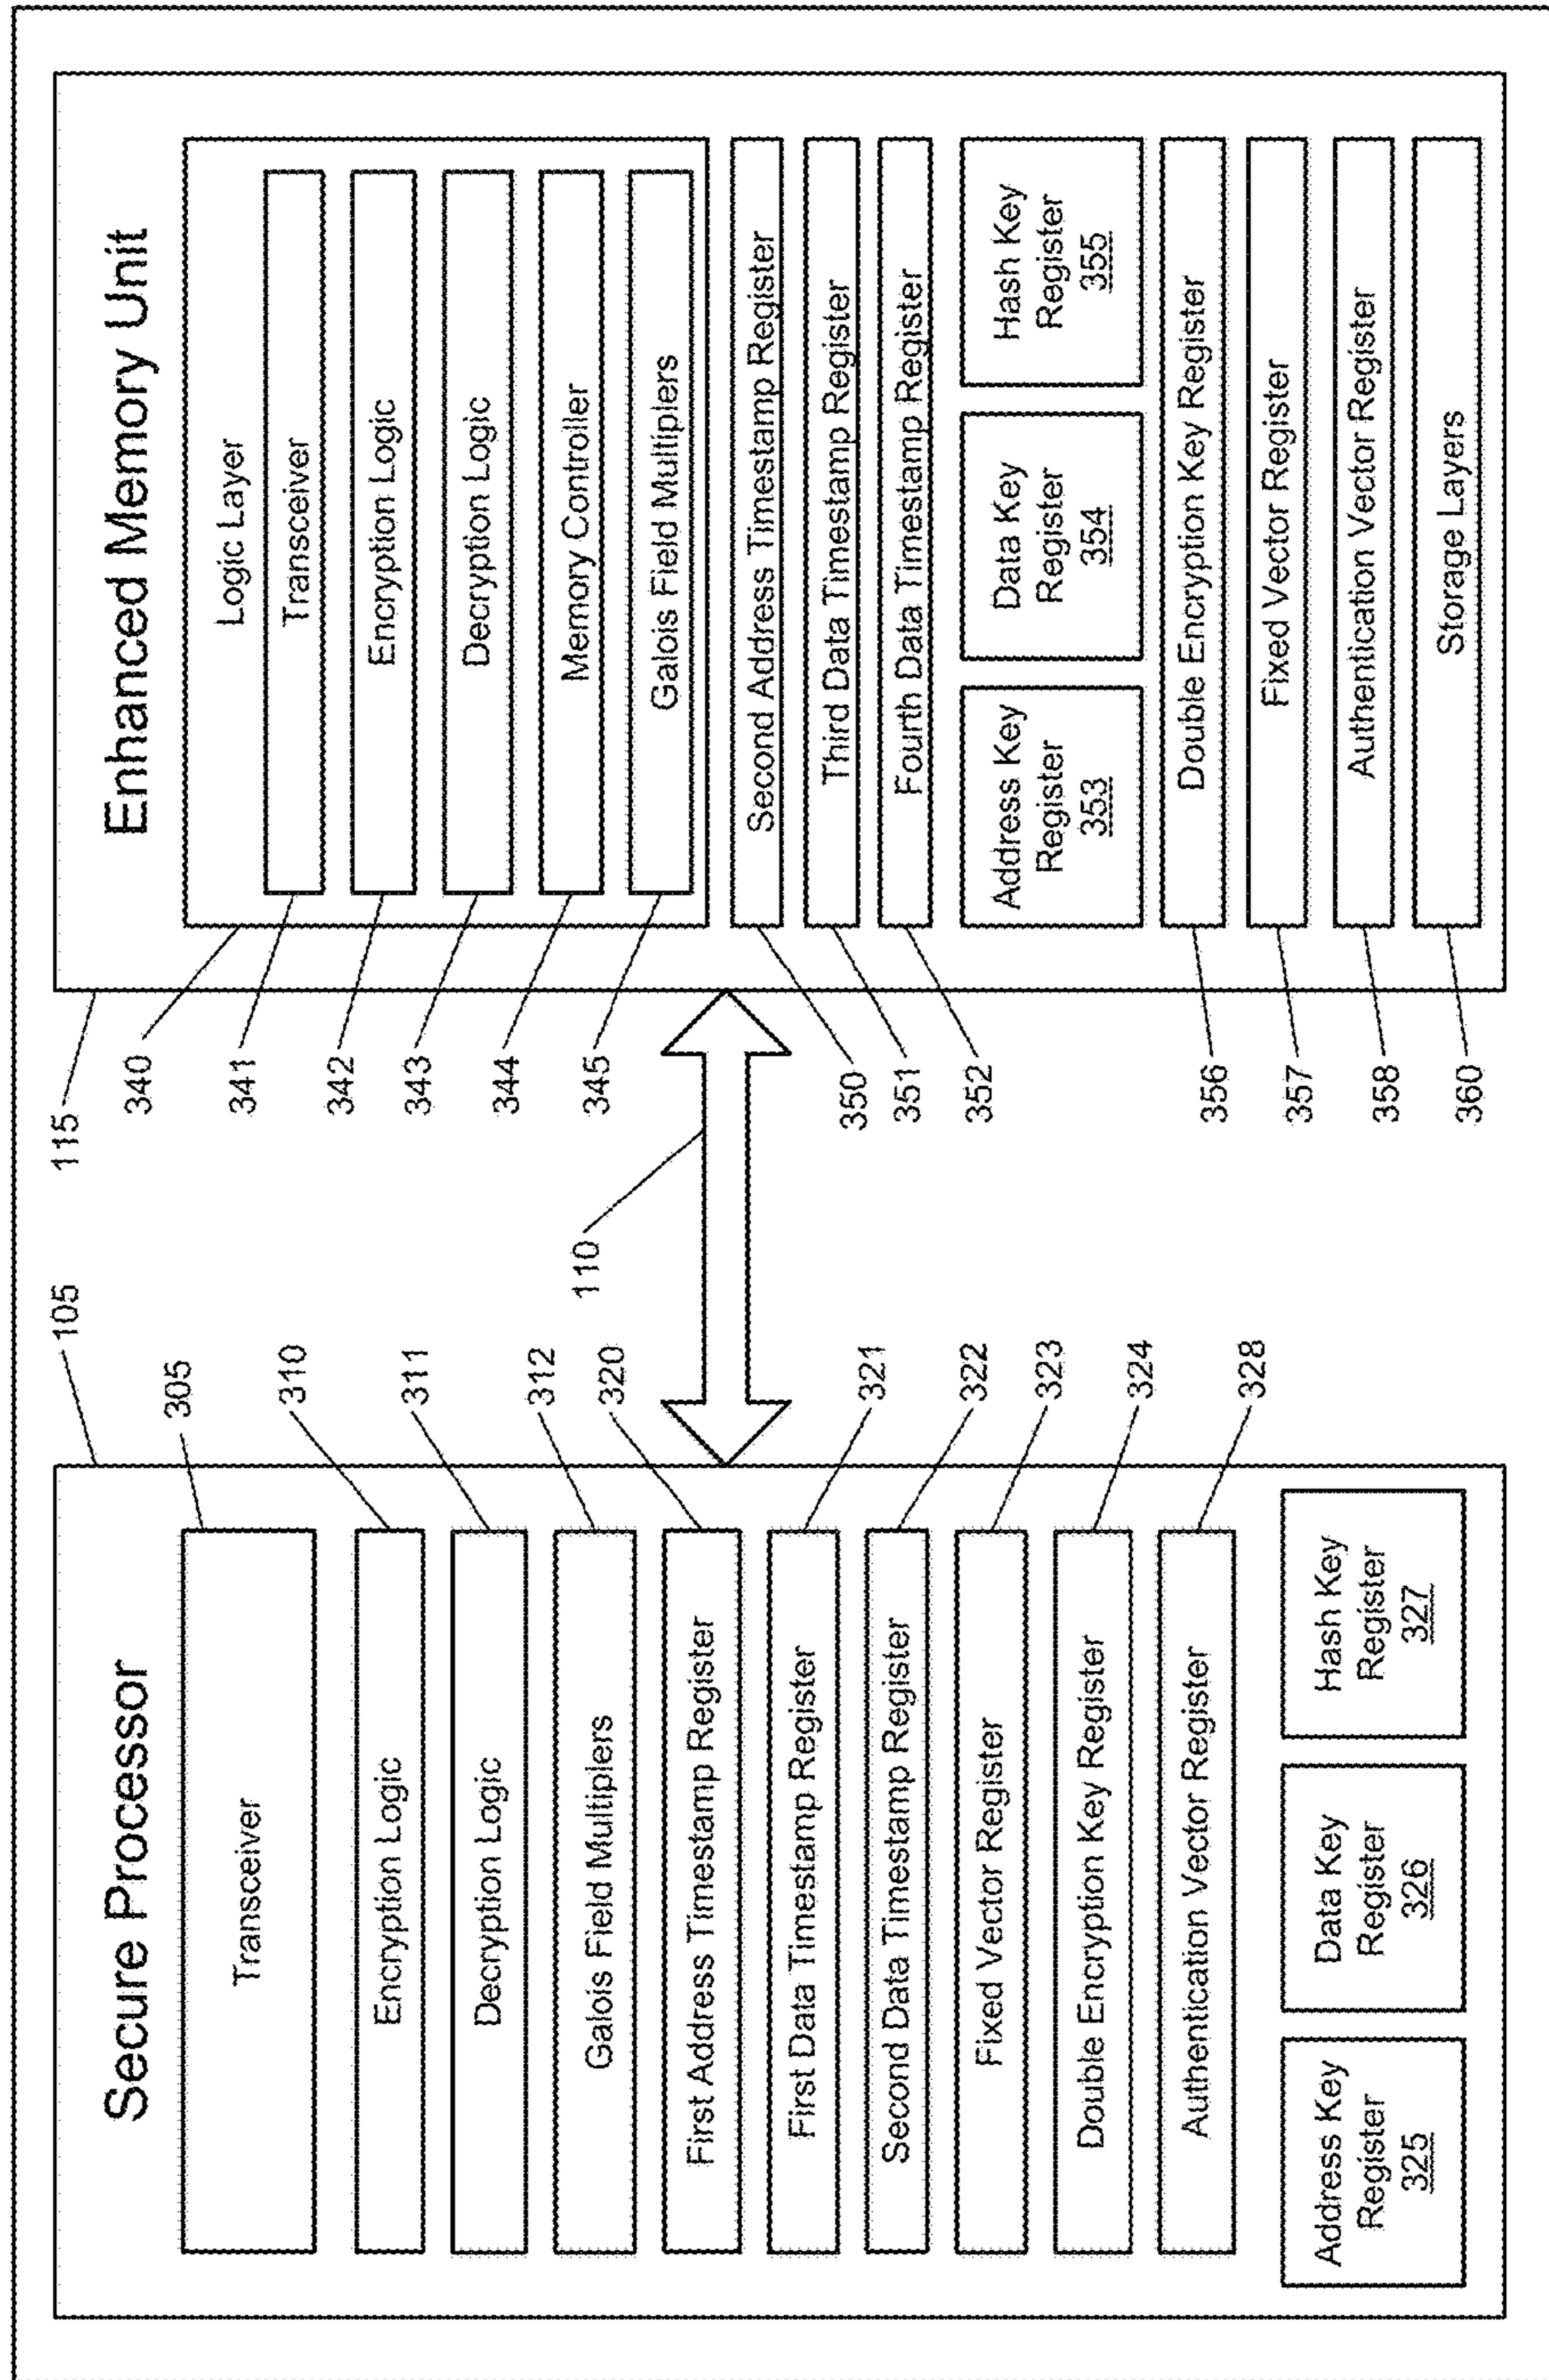 Secure Processor
105
Transceiver
305
Encryption Logic
310
Decryption Logic
311
Galois Field Multiplers
312
First Address Timestamp Register
320
First Data Timestamp Register
321
Second Data Timestamp Register
322
Fixed Vector Register
323
Double Encryption Key Register
324
Authentication Vector Register
328
Address Key
Register
325
Data Key
Register
326
Hash Key
Register
327
110
Enhanced Memory Unit
115
Logic Layer
340
Transceiver
341
Encryption Logic
342
Decryption Logic
343
Memory Controller
344
Galois Field Multiplers
345
Second Address Timestamp Register
350
Third Data Timestamp Register
351
Fourth Data Timestamp Register
352
Address Key
Register
353
Data Key
Register
354
Hash Key
Register
355
Double Encryption Key Register
356
Fixed Vector Register
357
Authentication Vector Register
358
Storage Layers
360